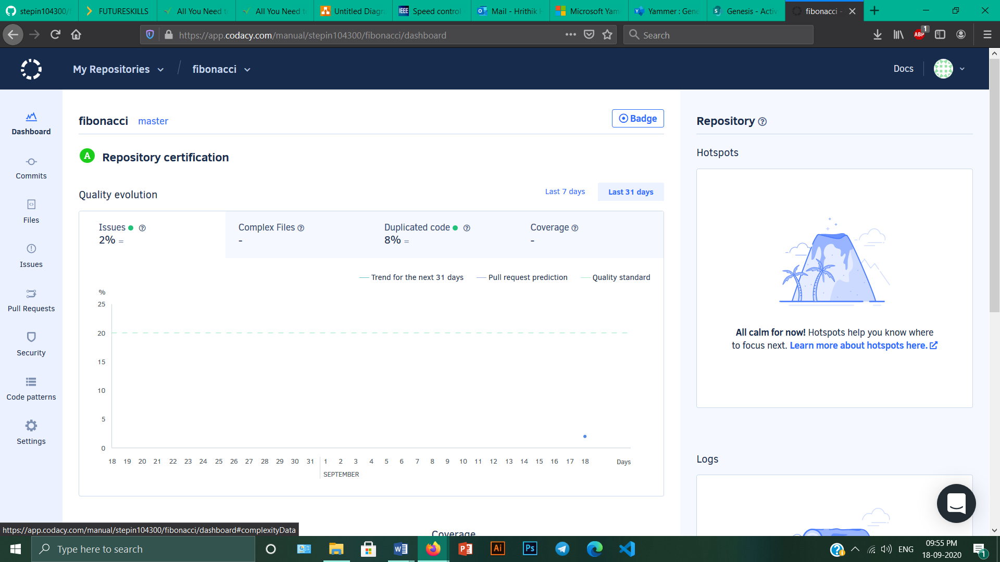 stepin104300/f
FUTURESKILLS
All You Need t
All You Need t
Untitled Diagra
IEEE
Speed control
Mail - Hrithik H
Microsoft Yam
Yammer : Gene
Genesis - Activ
fibonacci -
https://app.codacy.com/manual/stepin104300/fibonacci/dashboard
Search
ABP
1
My Repositories
/
fibonacci
Docs
Dashboard
Commits
Files
Issues
Pull Requests
Security
Code patterns
Settings
fibonacci master
Badge
A Repository certification
Quality evolution
Last 7 days
Last 31 days
Issues
2% =
Complex Files
-
Duplicated code
8% =
Coverage
-
Trend for the next 31 days
Pull request prediction
Quality standard
%
25
20
15
10
5
0
18 19 20 21 22 23 24 25 26 27 28 29 30 31 1 2 3 4 5 6 7 8 9 10 11 12 13 14 15 16 17 18 Days
SEPTEMBER
Coverage
Repository
Hotspots
All calm for now! Hotspots help you know where
to focus next. Learn more about hotspots here.
Logs
https://app.codacy.com/manual/stepin104300/fibonacci/dashboard#complexityData
Type here to search
Ai
Ps
ENG
09:55 PM
18-09-2020
1